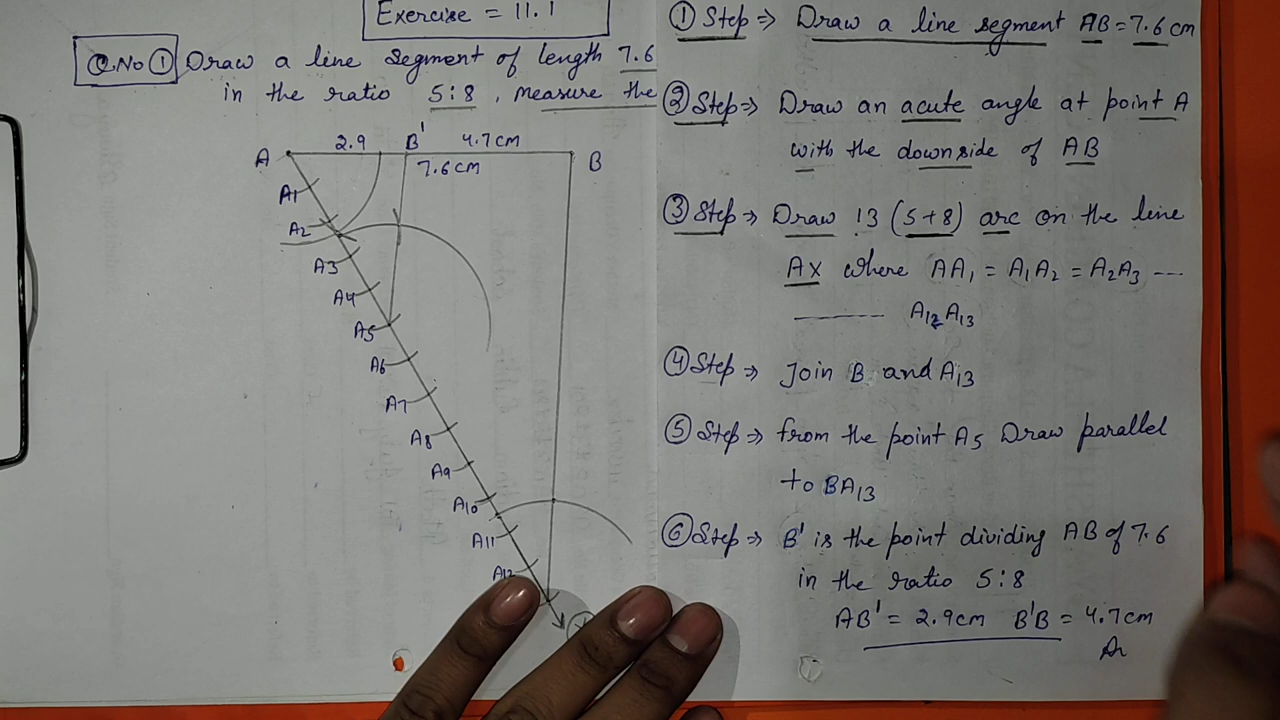 Exercise = 11.1
Q.No ① Draw a line segment of length 7.6
in the ratio 5:8, measure the
A 2.9 B' 4.7cm B
7.6cm
A1
A2
A3
A4
A5
A6
A7
A8
A9
A10
A11
A12
① Step ⇒ Draw a line segment AB = 7.6 cm
② Step ⇒ Draw an acute angle at point A
with the downside of AB
③ Step ⇒ Draw 13 (5+8) arc on the line
AX where AA₁ = A₁A₂ = A₂A₃ ---
------ A₁₂A₁₃
④ Step ⇒ Join B and A₁₃
⑤ Step ⇒ from the point A5 Draw parallel
to BA₁₃
⑥ Step ⇒ B' is the point dividing AB of 7.6
in the ratio 5:8
AB' = 2.9cm B'B = 4.7cm